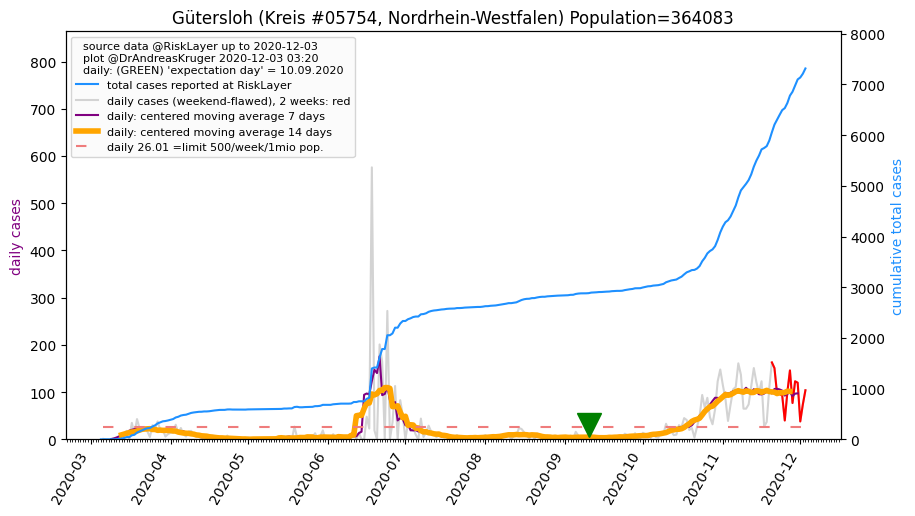 Gütersloh (Kreis #05754, Nordrhein-Westfalen) Population=364083
source data @RiskLayer up to 2020-12-03
plot @DrAndreasKruger 2020-12-03 03:20
daily: (GREEN) 'expectation day' = 10.09.2020
total cases reported at RiskLayer
daily cases (weekend-flawed), 2 weeks: red
daily: centered moving average 7 days
daily: centered moving average 14 days
daily 26.01 =limit 500/week/1mio pop.
daily cases
800
700
600
500
400
300
200
100
0
8000
7000
6000
5000
4000
3000
2000
1000
0
cumulative total cases
2020-03
2020-04
2020-05
2020-06
2020-07
2020-08
2020-09
2020-10
2020-11
2020-12